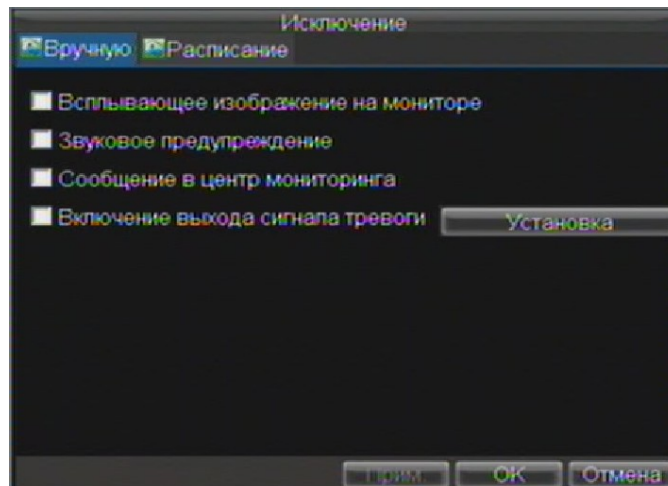 Исключение
Вручную Расписание
Всплывающее изображение на мониторе
Звуковое предупреждение
Сообщение в центр мониторинга
Включение выхода сигнала тревоги Установка
Прим. OK Отмена